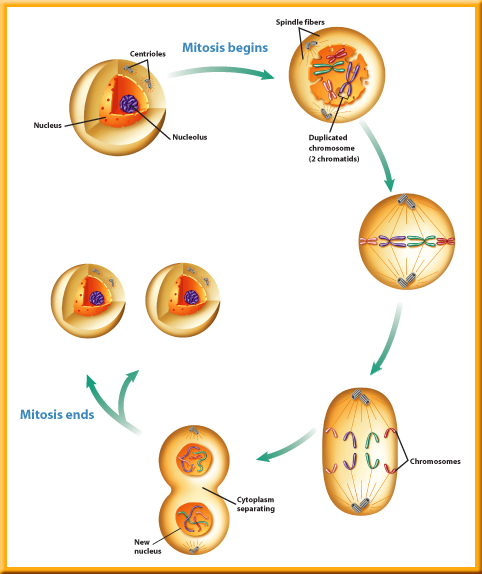 Spindle fibers
Mitosis begins
Centrioles
Nucleus
Nucleolus
Duplicated
chromosome
(2 chromatids)
Mitosis ends
Chromosomes
Cytoplasm
separating
New
nucleus